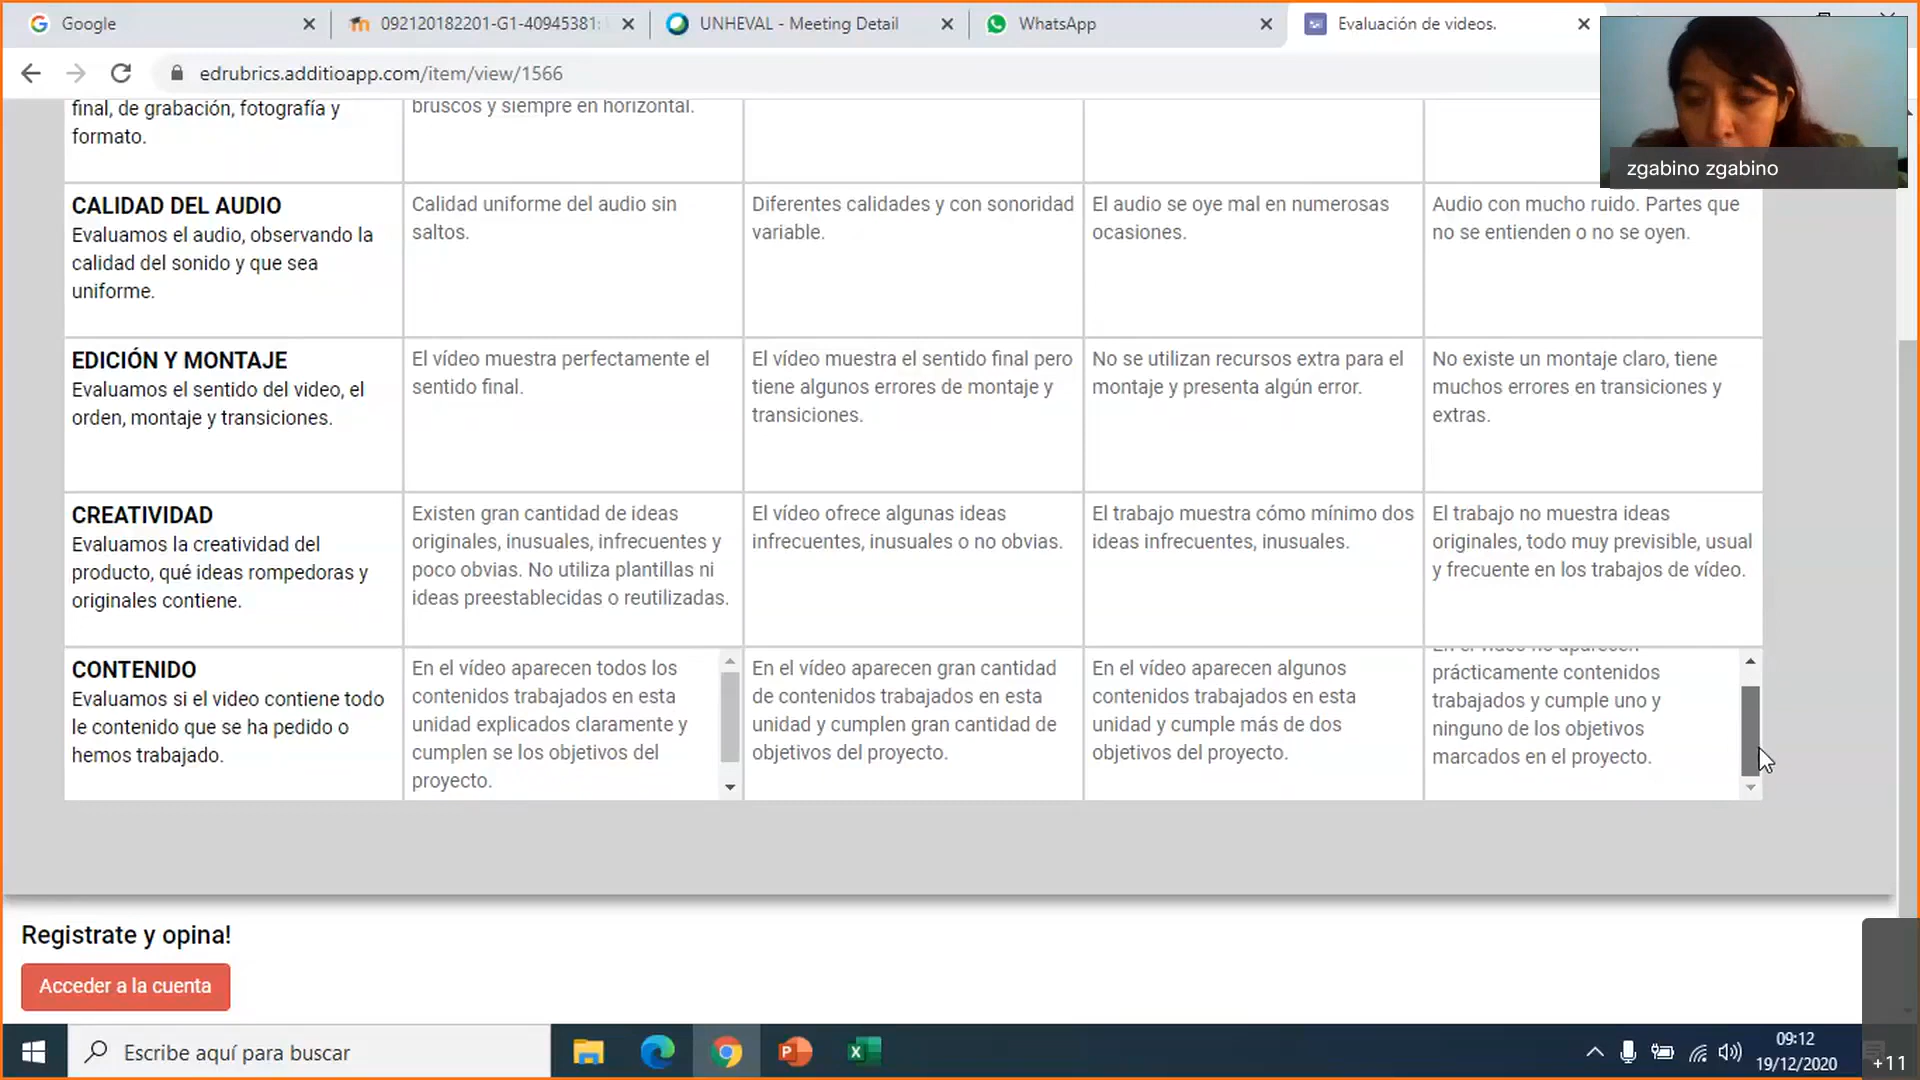 Google
092120182201-G1-40945381:
UNHEVAL - Meeting Detail
WhatsApp
Evaluación de videos.
edrubrics.additioapp.com/item/view/1566
zgabino zgabino
final, de grabación, fotografía y
formato.
bruscos y siempre en horizontal.
CALIDAD DEL AUDIO
Evaluamos el audio, observando la
calidad del sonido y que sea
uniforme.
Calidad uniforme del audio sin
saltos.
Diferentes calidades y con sonoridad
variable.
El audio se oye mal en numerosas
ocasiones.
Audio con mucho ruido. Partes que
no se entienden o no se oyen.
EDICIÓN Y MONTAJE
Evaluamos el sentido del video, el
orden, montaje y transiciones.
El vídeo muestra perfectamente el
sentido final.
El vídeo muestra el sentido final pero
tiene algunos errores de montaje y
transiciones.
No se utilizan recursos extra para el
montaje y presenta algún error.
No existe un montaje claro, tiene
muchos errores en transiciones y
extras.
CREATIVIDAD
Evaluamos la creatividad del
producto, qué ideas rompedoras y
originales contiene.
Existen gran cantidad de ideas
originales, inusuales, infrecuentes y
poco obvias. No utiliza plantillas ni
ideas preestablecidas o reutilizadas.
El vídeo ofrece algunas ideas
infrecuentes, inusuales o no obvias.
El trabajo muestra cómo mínimo dos
ideas infrecuentes, inusuales.
El trabajo no muestra ideas
originales, todo muy previsible, usual
y frecuente en los trabajos de vídeo.
CONTENIDO
Evaluamos si el video contiene todo
le contenido que se ha pedido o
hemos trabajado.
En el vídeo aparecen todos los
contenidos trabajados en esta
unidad explicados claramente y
cumplen se los objetivos del
proyecto.
En el vídeo aparecen gran cantidad
de contenidos trabajados en esta
unidad y cumplen gran cantidad de
objetivos del proyecto.
En el vídeo aparecen algunos
contenidos trabajados en esta
unidad y cumple más de dos
objetivos del proyecto.
En el vídeo no aparecen
prácticamente contenidos
trabajados y cumple uno y
ninguno de los objetivos
marcados en el proyecto.
Registrate y opina!
Acceder a la cuenta
Escribe aquí para buscar
09:12
19/12/2020
+11